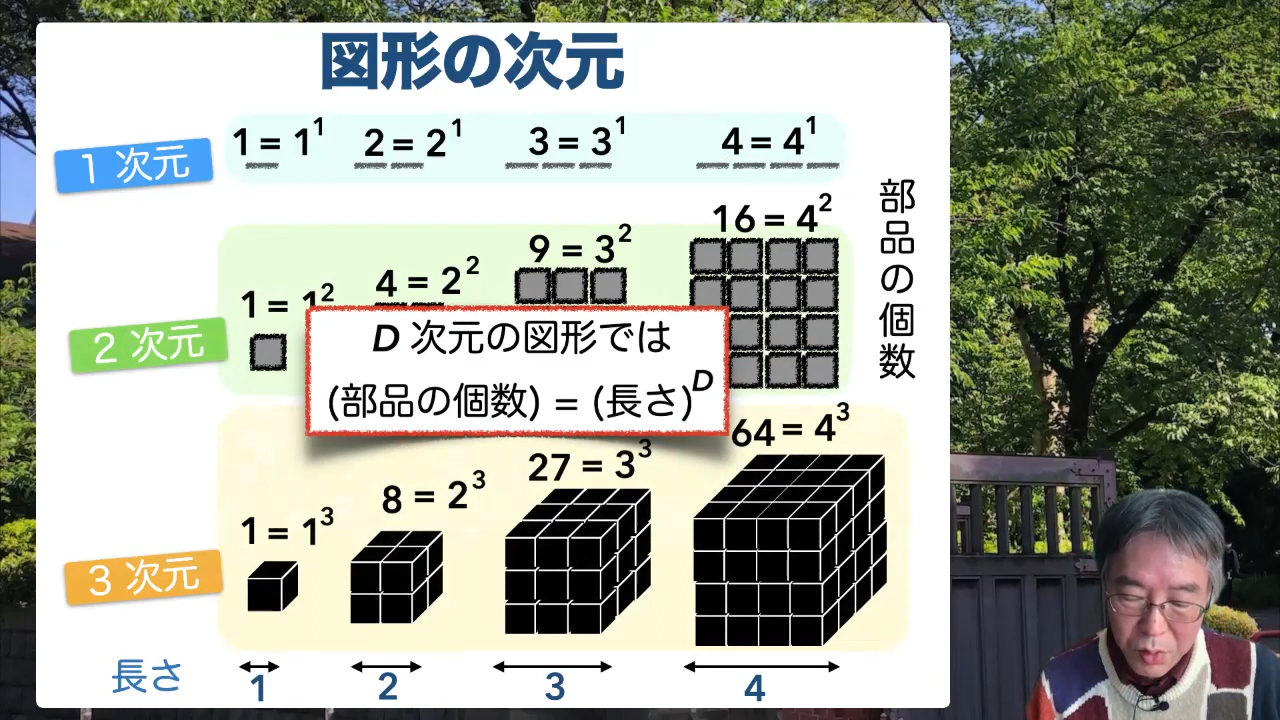 図形の次元
1 次元
1 = 1¹ 2 = 2¹ 3 = 3¹ 4 = 4¹
2 次元
1 = 1² 4 = 2² 9 = 3² 16 = 4²
部品の個数
D 次元の図形では
(部品の個数) = (長さ)ᴰ
3 次元
1 = 1³ 8 = 2³ 27 = 3³ 64 = 4³
長さ 1 2 3 4